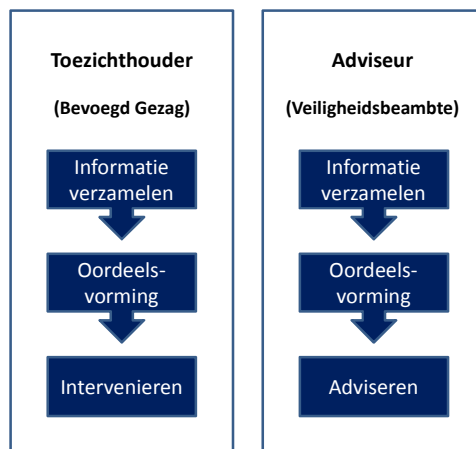 Toezichthouder
(Bevoegd Gezag)
Informatie
verzamelen
Oordeels-
vorming
Intervenieren
Adviseur
(Veiligheidsbeambte)
Informatie
verzamelen
Oordeels-
vorming
Adviseren